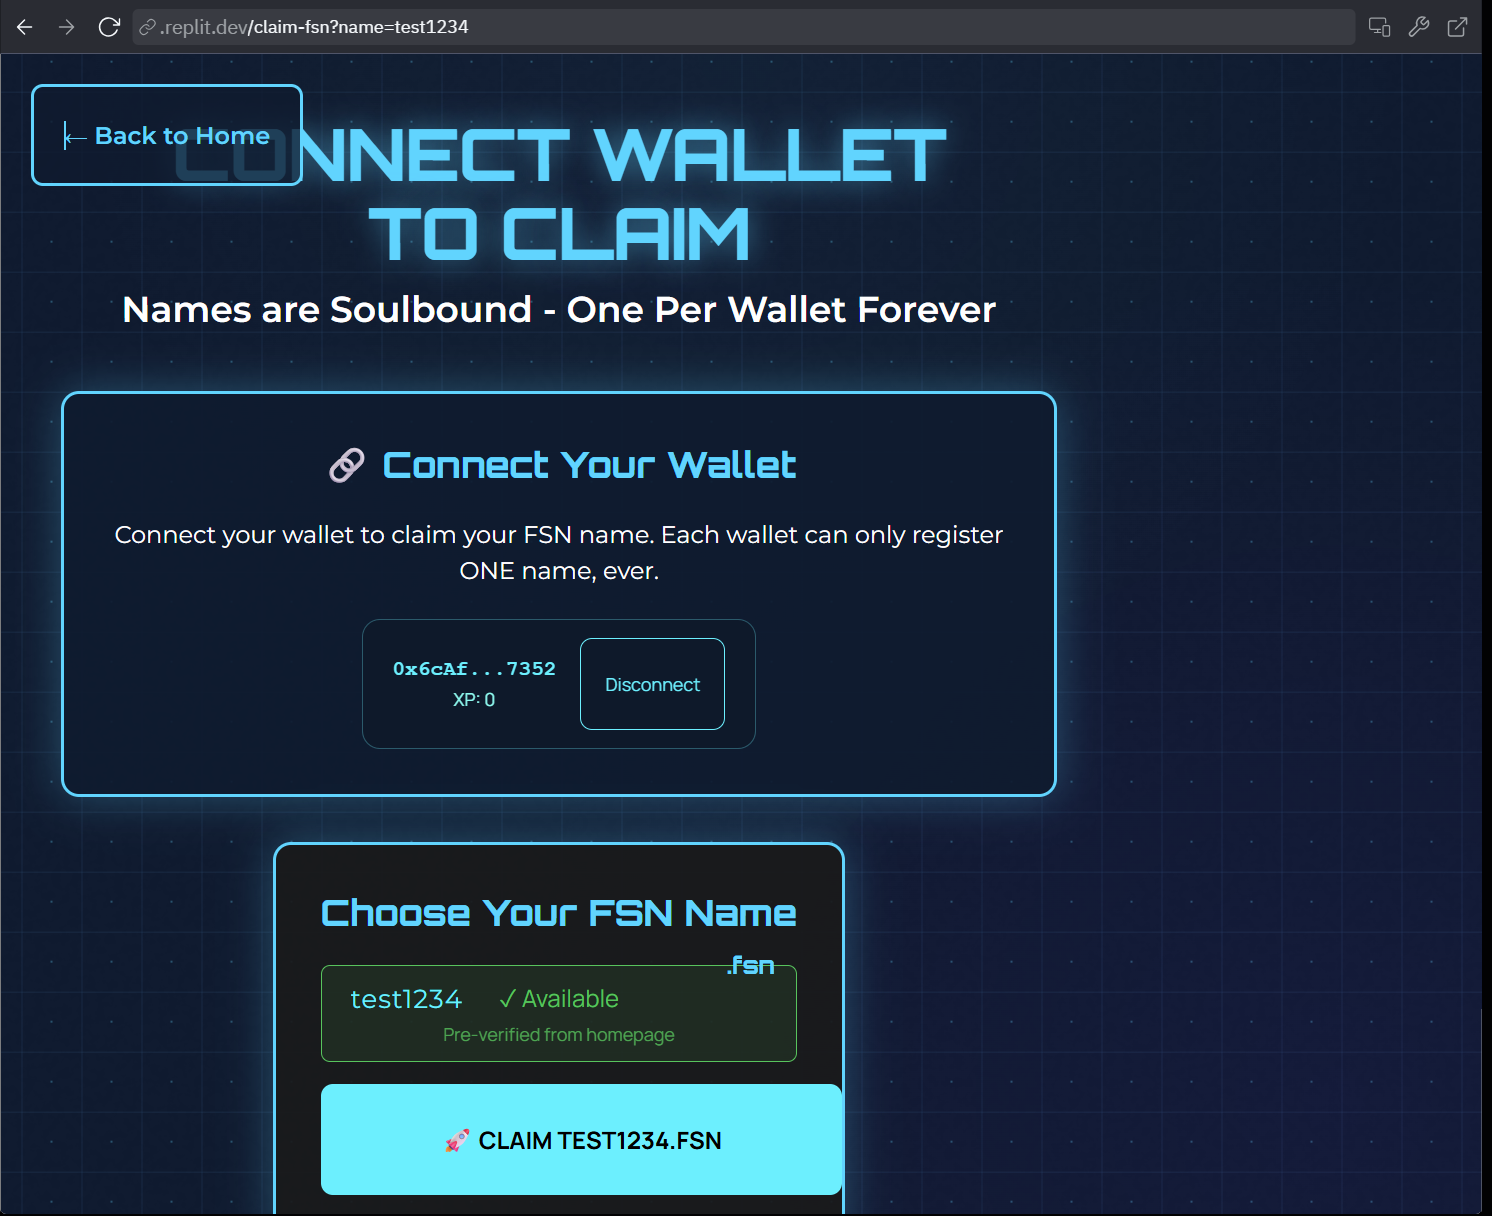 .replit.dev/claim-fsn?name=test1234
← Back to Home
CONNECT WALLET
TO CLAIM
Names are Soulbound - One Per Wallet Forever
🔗 Connect Your Wallet
Connect your wallet to claim your FSN name. Each wallet can only register
ONE name, ever.
0x6cAf...7352
XP: 0
Disconnect
Choose Your FSN Name
.fsn
test1234 ✓ Available
Pre-verified from homepage
🚀 CLAIM TEST1234.FSN